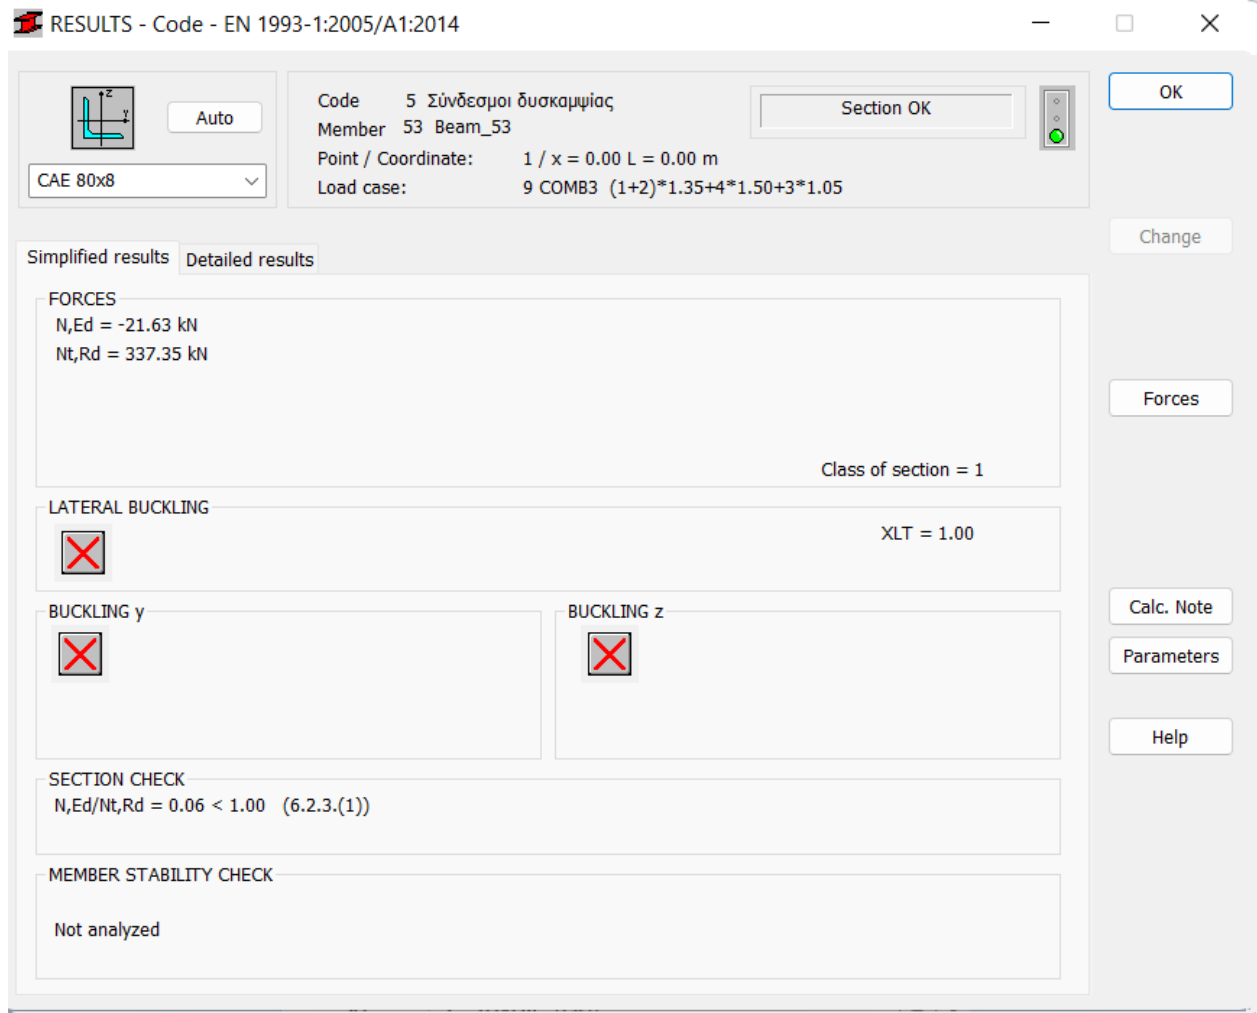 RESULTS - Code - EN 1993-1:2005/A1:2014
z
y
Auto
CAE 80x8
Code 5 Σύνδεσμοι δυσκαμψίας
Member 53 Beam_53
Point / Coordinate: 1 / x = 0.00 L = 0.00 m
Load case: 9 COMB3 (1+2)*1.35+4*1.50+3*1.05
Section OK
OK
Change
Simplified results Detailed results
FORCES
N,Ed = -21.63 kN
Nt,Rd = 337.35 kN
Class of section = 1
Forces
LATERAL BUCKLING
XLT = 1.00
BUCKLING y
BUCKLING z
Calc. Note
Parameters
Help
SECTION CHECK
N,Ed/Nt,Rd = 0.06 < 1.00 (6.2.3.(1))
MEMBER STABILITY CHECK
Not analyzed